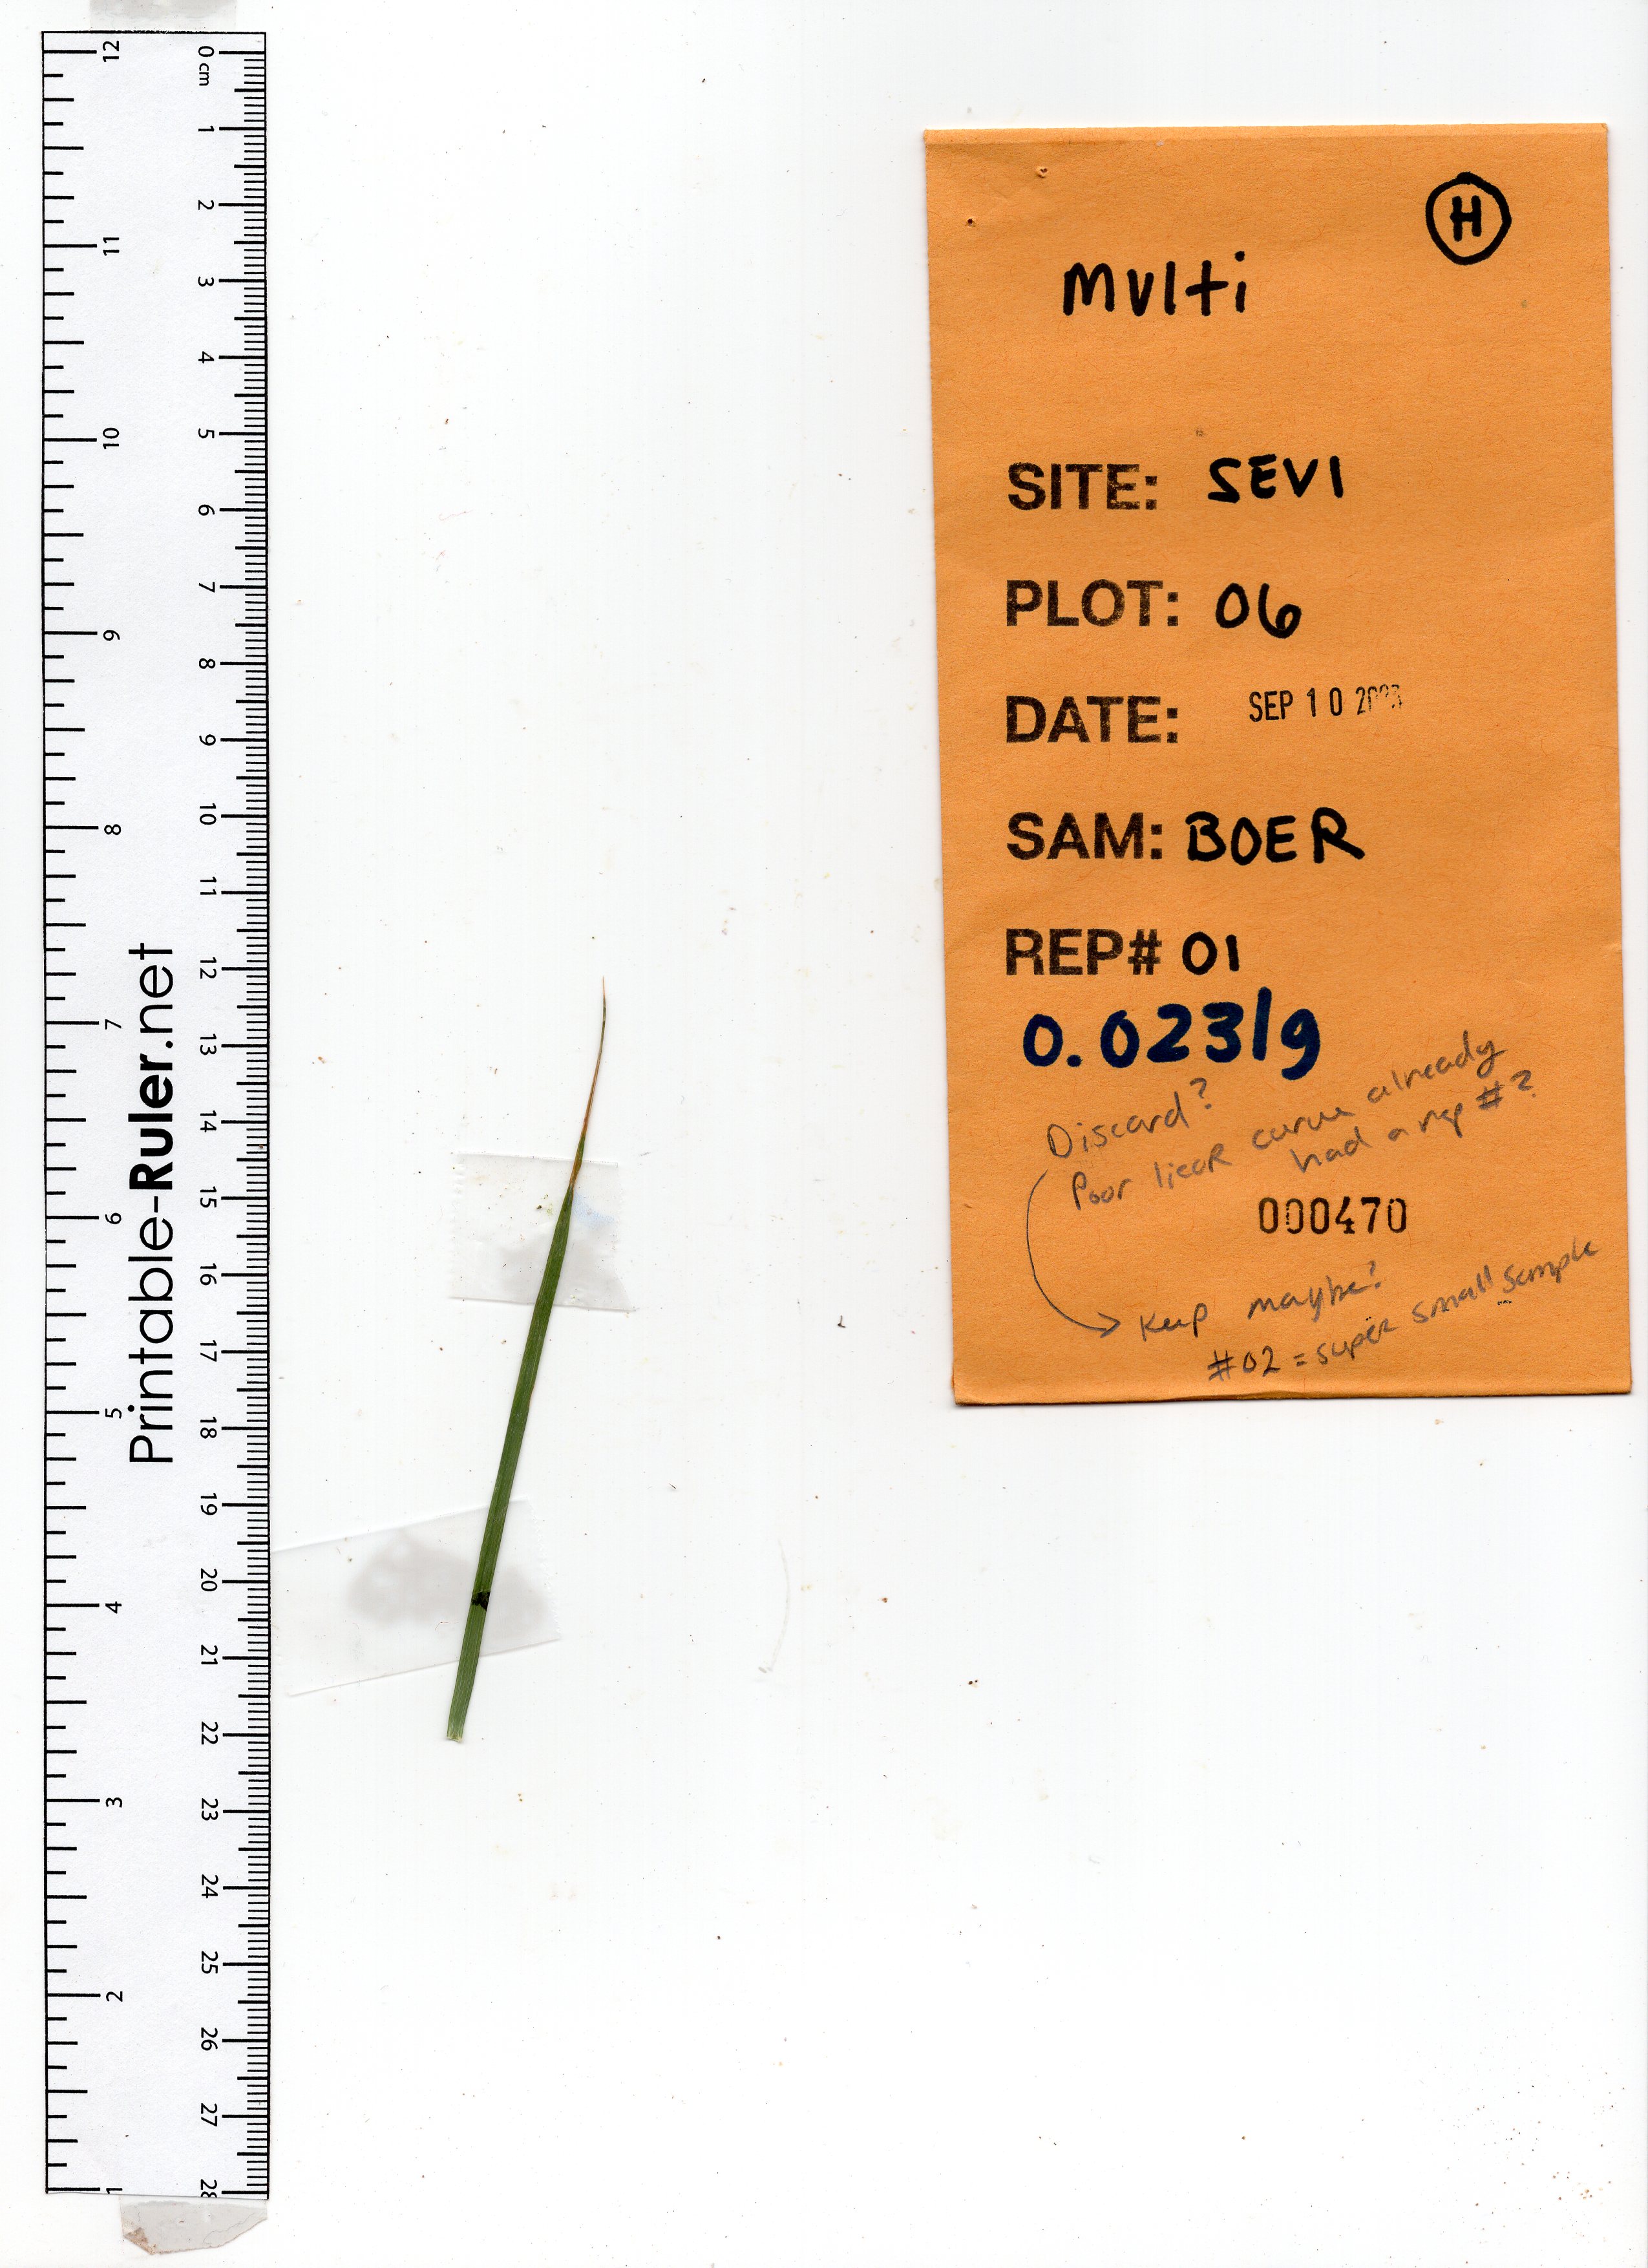 12 11 10 9 8 7 6 5 4 3 2 1
Printable-Ruler.net
0 cm 1 2 3 4 5 6 7 8 9 10 11 12 13 14 15 16 17 18 19 20 21 22 23 24 25 26 27 28
H
Multi
SITE: SEVI
PLOT: 06
DATE: SEP 10
SAM: BOER
REP# 01
0.0231g
Discard?
Poor licor curve already
had a rep #2
000470
Keep maybe?
#02 = super small sample